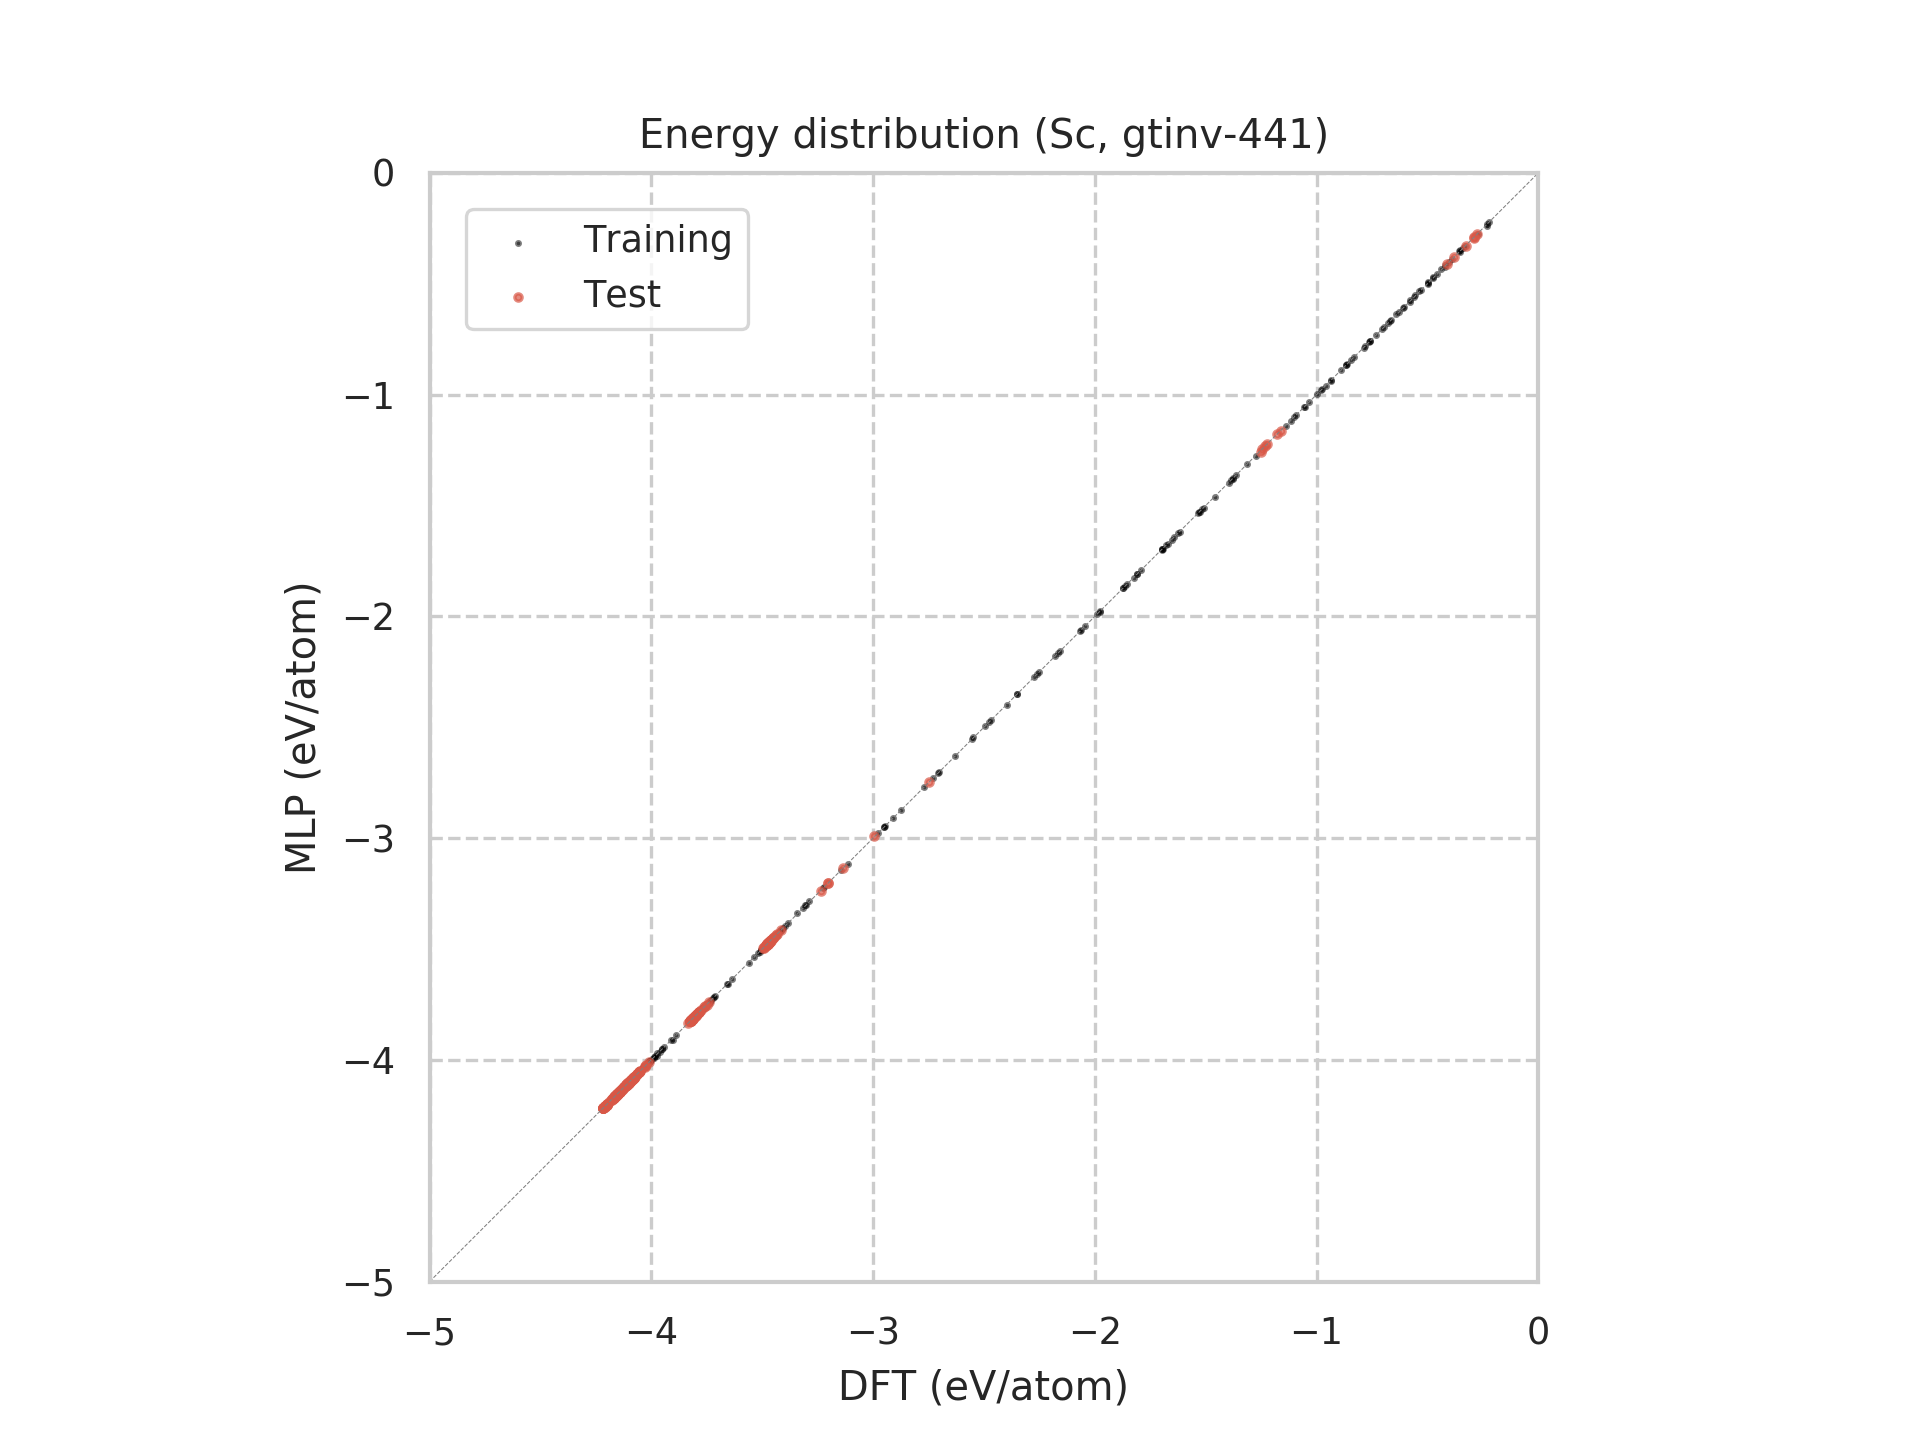 Energy distribution (Sc, gtinv-441)
Training
Test
0
−1
−2
−3
−4
−5
MLP (eV/atom)
−5 −4 −3 −2 −1 0
DFT (eV/atom)